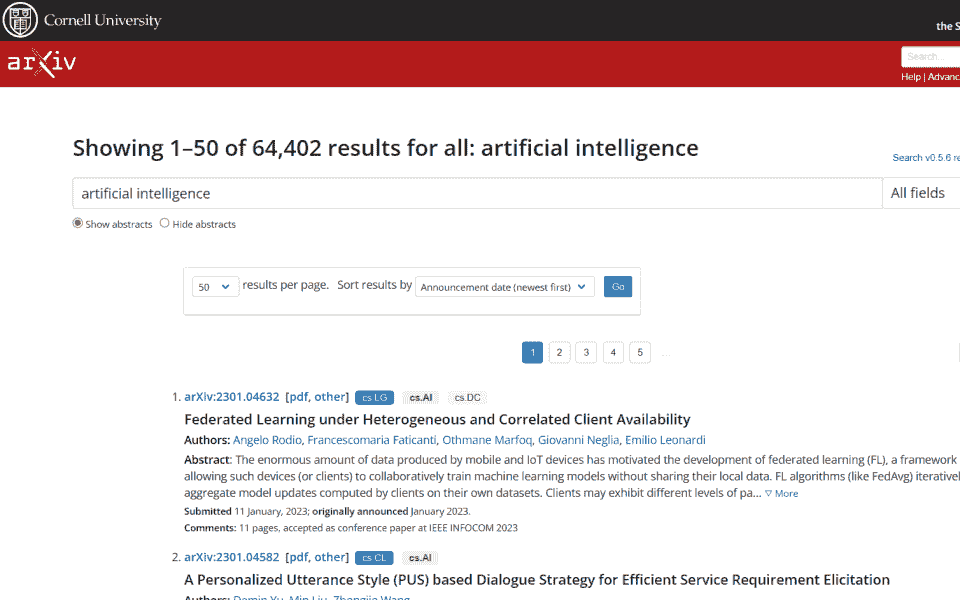 Cornell University
the S
arXiv
Search...
Help | Advanc
Showing 1–50 of 64,402 results for all: artificial intelligence
Search v0.5.6 re
artificial intelligence
All fields
Show abstracts Hide abstracts
50 results per page. Sort results by Announcement date (newest first) Go
1 2 3 4 5 ...
1. arXiv:2301.04632 [pdf, other] cs.LG cs.AI cs.DC
Federated Learning under Heterogeneous and Correlated Client Availability
Authors: Angelo Rodio, Francescomaria Faticanti, Othmane Marfoq, Giovanni Neglia, Emilio Leonardi
Abstract: The enormous amount of data produced by mobile and IoT devices has motivated the development of federated learning (FL), a framework
allowing such devices (or clients) to collaboratively train machine learning models without sharing their local data. FL algorithms (like FedAvg) iterativel
aggregate model updates computed by clients on their own datasets. Clients may exhibit different levels of pa... ▽ More
Submitted 11 January, 2023; originally announced January 2023.
Comments: 11 pages, accepted as conference paper at IEEE INFOCOM 2023
2. arXiv:2301.04582 [pdf, other] cs.CL cs.AI
A Personalized Utterance Style (PUS) based Dialogue Strategy for Efficient Service Requirement Elicitation
Authors: Demin Yu, Min Liu, Zhongjie Wang